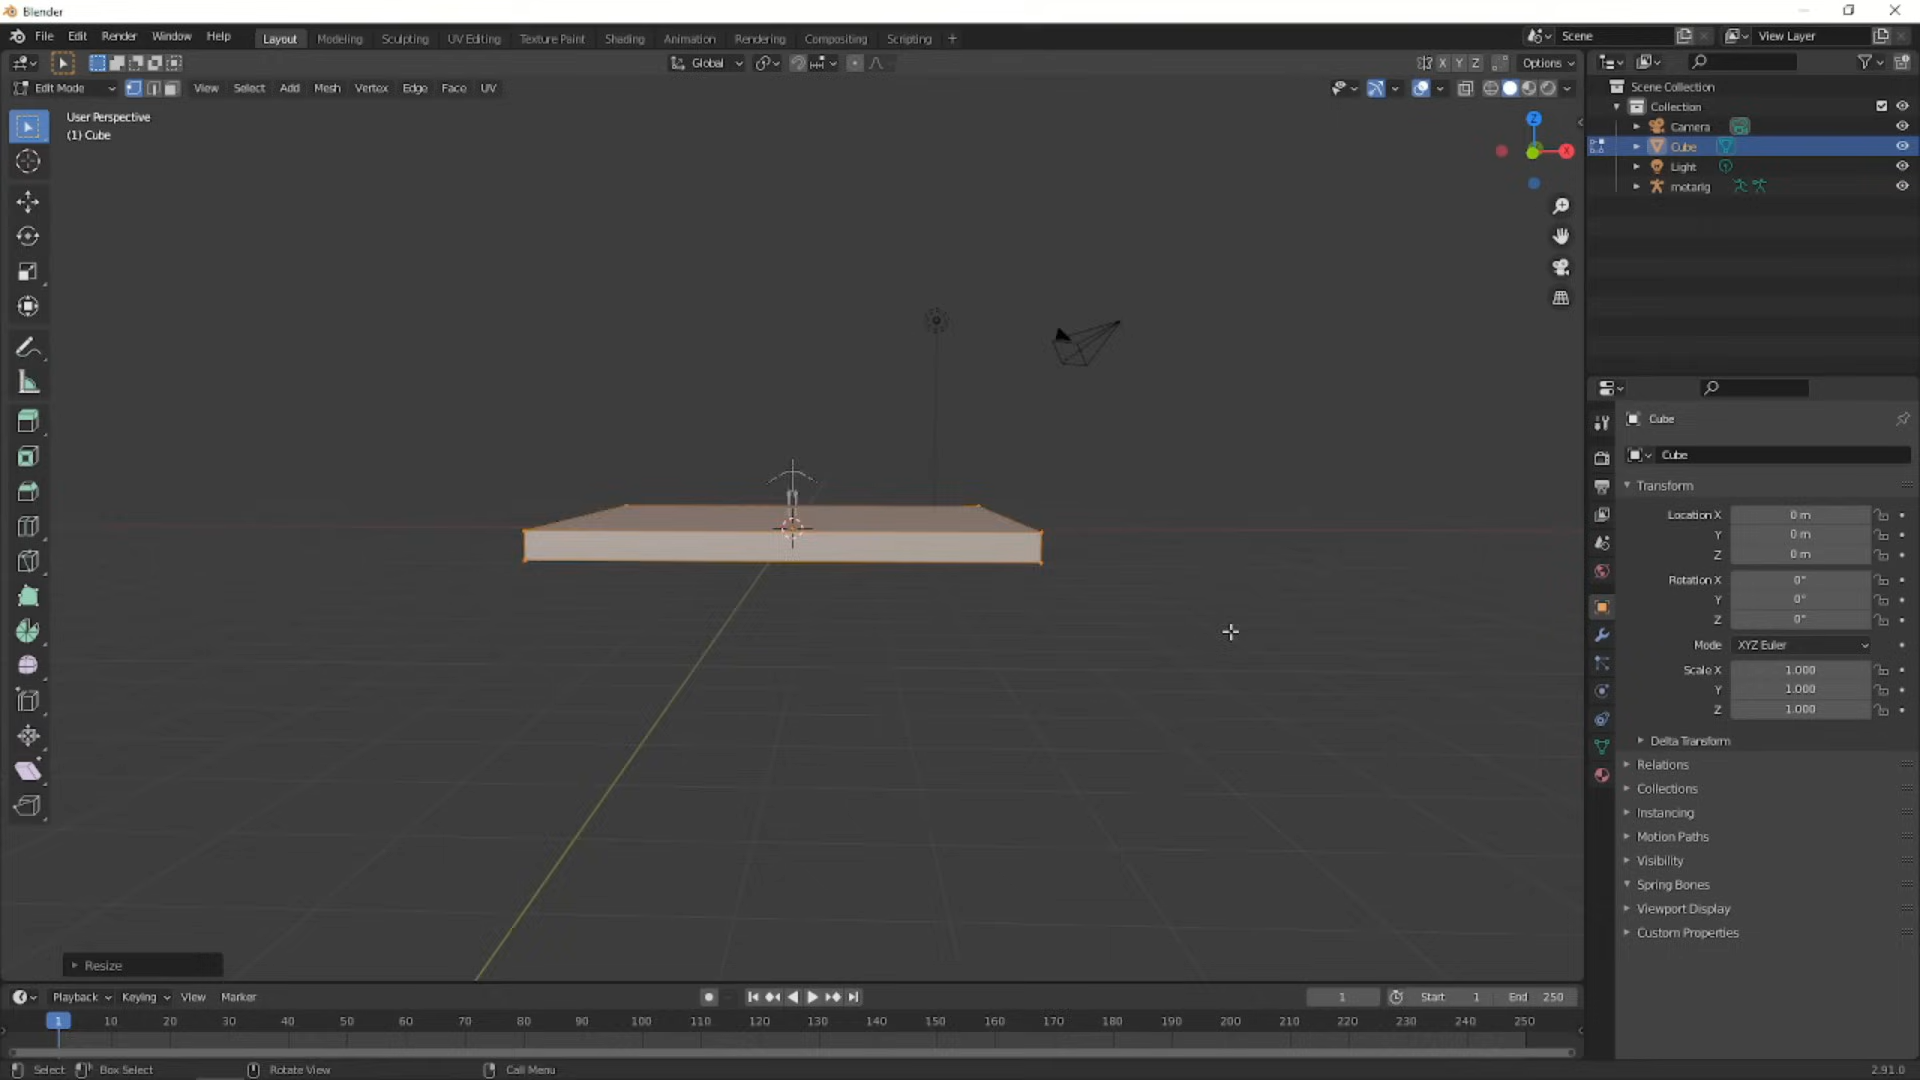 Blender
File Edit Render Window Help Layout Modeling Sculpting UV Editing Texture Paint Shading Animation Rendering Compositing Scripting + Scene View Layer
Global X Y Z Options
Edit Mode View Select Add Mesh Vertex Edge Face UV
User Perspective
(1) Cube
Z
X
Scene Collection
Collection
Camera
Cube
Light
metarig
Cube
Cube
Transform
Location X 0 m
Y 0 m
Z 0 m
Rotation X 0°
Y 0°
Z 0°
Mode XYZ Euler
Scale X 1.000
Y 1.000
Z 1.000
Delta Transform
Relations
Collections
Instancing
Motion Paths
Visibility
Spring Bones
Viewport Display
Custom Properties
Resize
Playback Keying View Marker 1 Start 1 End 250
1 10 20 30 40 50 60 70 80 90 100 110 120 130 140 150 160 170 180 190 200 210 220 230 240 250
Select Box Select Rotate View Call Menu 2.91.0